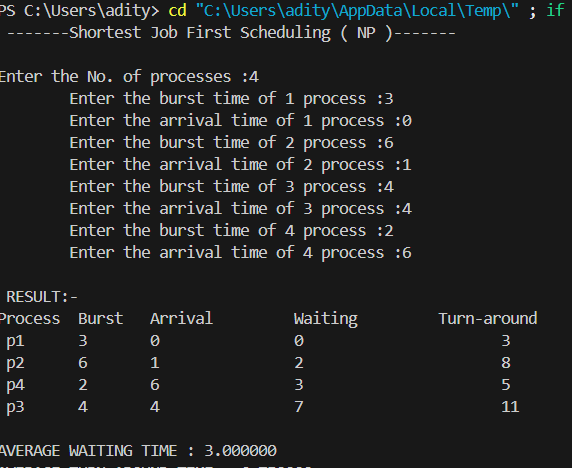 PS C:\Users\adity> cd "C:\Users\adity\AppData\Local\Temp\" ; if
-------Shortest Job First Scheduling ( NP )-------
Enter the No. of processes :4
Enter the burst time of 1 process :3
Enter the arrival time of 1 process :0
Enter the burst time of 2 process :6
Enter the arrival time of 2 process :1
Enter the burst time of 3 process :4
Enter the arrival time of 3 process :4
Enter the burst time of 4 process :2
Enter the arrival time of 4 process :6
RESULT:-
Process Burst Arrival Waiting Turn-around
p1 3 0 0 3
p2 6 1 2 8
p4 2 6 3 5
p3 4 4 7 11
AVERAGE WAITING TIME : 3.000000